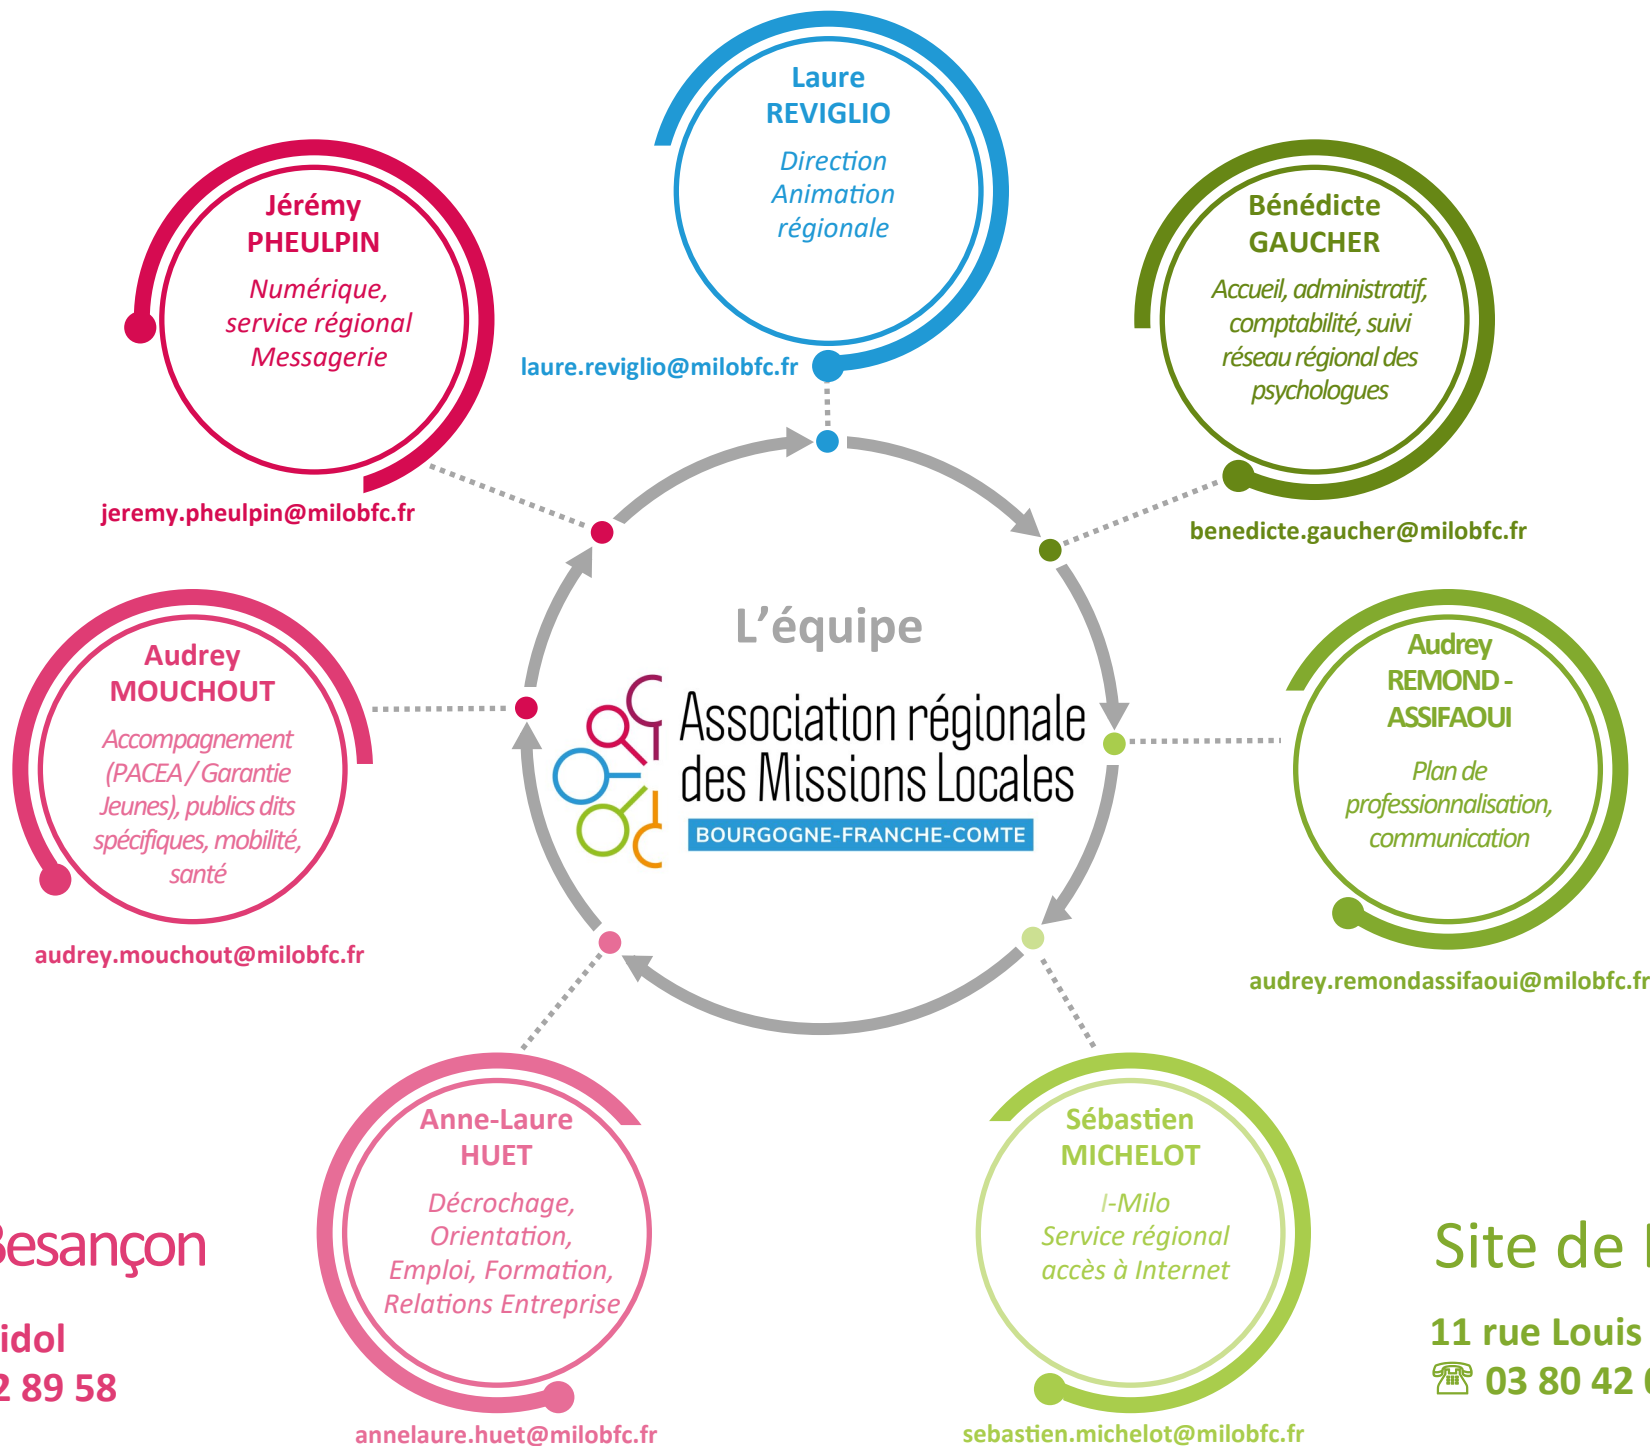 Laure
REVIGLIO
Direction
Animation
régionale
laure.reviglio@milobfc.fr
Jérémy
PHEULPIN
Numérique,
service régional
Messagerie
jeremy.pheulpin@milobfc.fr
Bénédicte
GAUCHER
Accueil, administratif,
comptabilité, suivi
réseau régional des
psychologues
benedicte.gaucher@milobfc.fr
L’équipe
Association régionale
des Missions Locales
BOURGOGNE-FRANCHE-COMTE
Audrey
MOUCHOUT
Accompagnement
(PACEA / Garantie
Jeunes), publics dits
spécifiques, mobilité,
santé
audrey.mouchout@milobfc.fr
Audrey
REMOND -
ASSIFAOUI
Plan de
professionnalisation,
communication
audrey.remondassifaoui@milobfc.fr
Anne-Laure
HUET
Décrochage,
Orientation,
Emploi, Formation,
Relations Entreprise
annelaure.huet@milobfc.fr
Sébastien
MICHELOT
I-Milo
Service régional
accès à Internet
sebastien.michelot@milobfc.fr
Besançon
idol
2 89 58
Site de
11 rue Louis
☏ 03 80 42